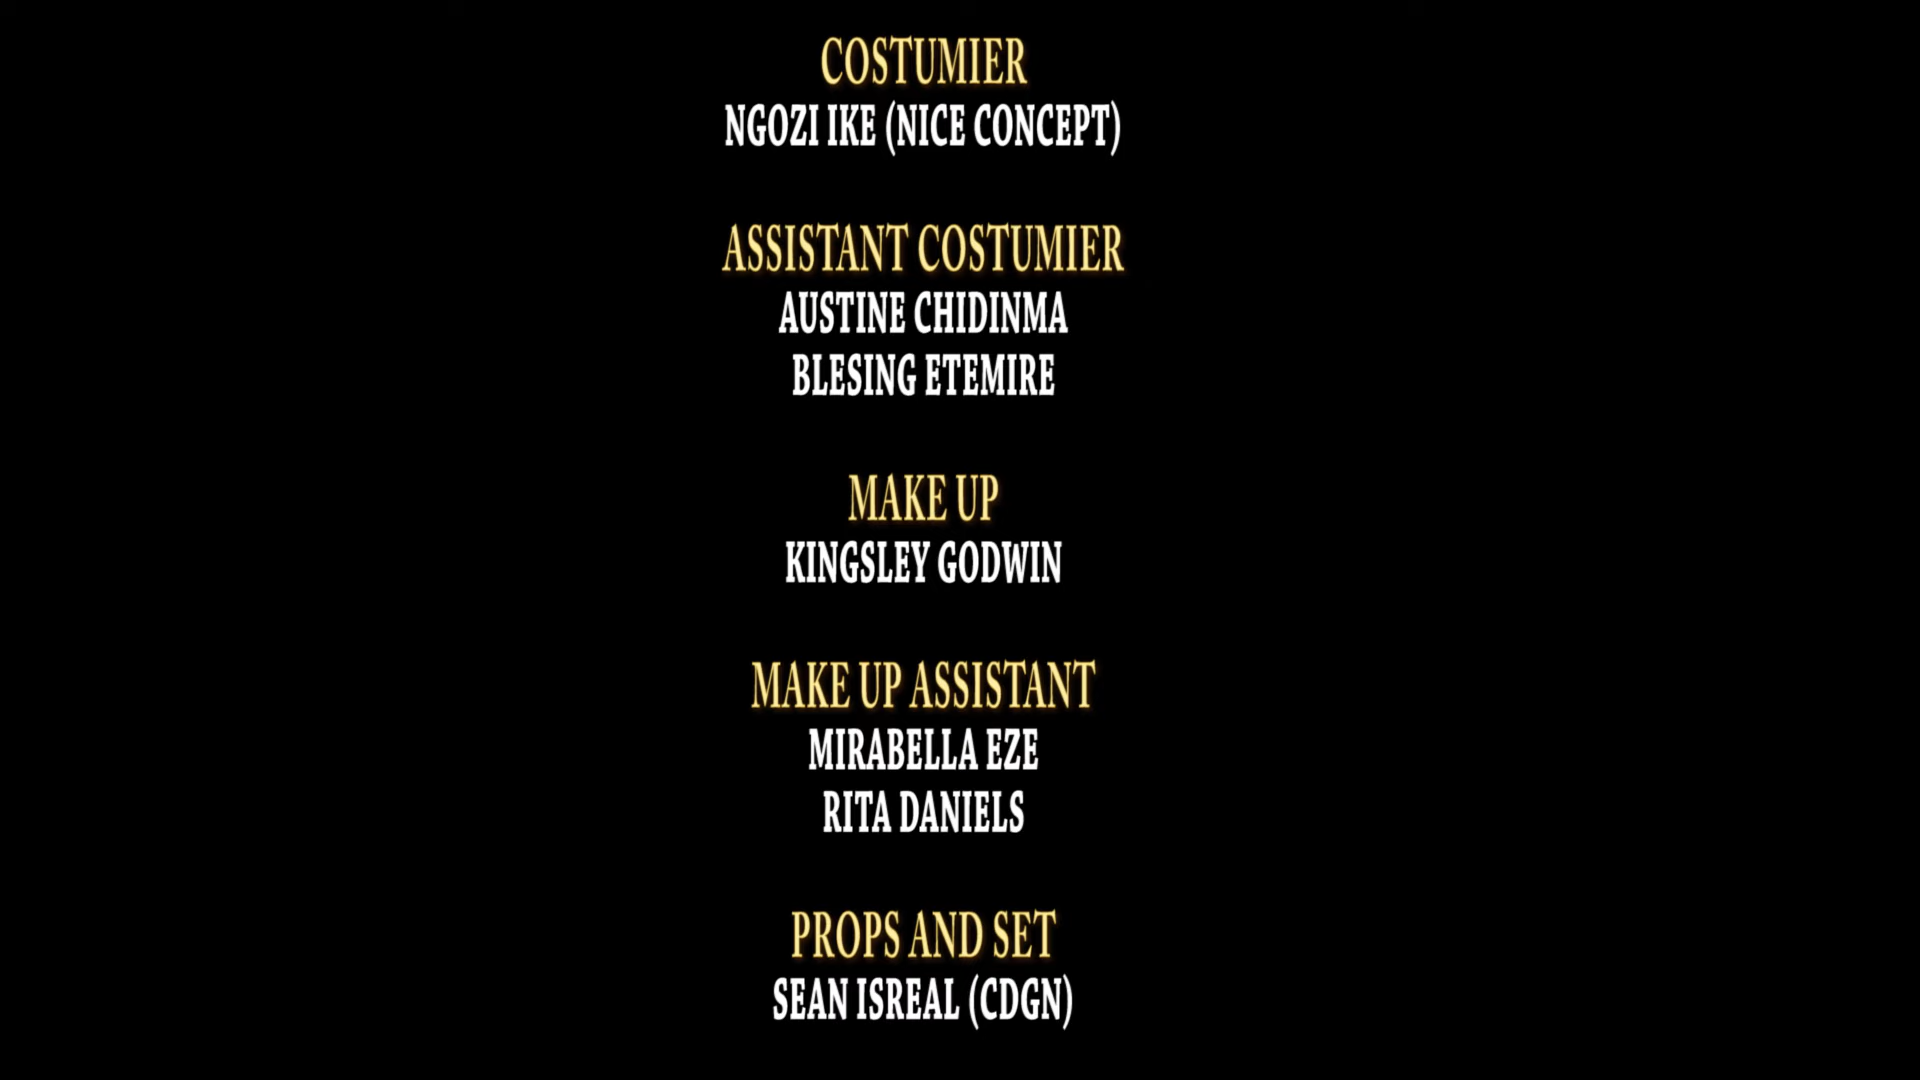 COSTUMIER
NGOZI IKE (NICE CONCEPT)
ASSISTANT COSTUMIER
AUSTINE CHIDINMA
BLESING ETEMIRE
MAKE UP
KINGSLEY GODWIN
MAKE UP ASSISTANT
MIRABELLA EZE
RITA DANIELS
PROPS AND SET
SEAN ISREAL (CDGN)